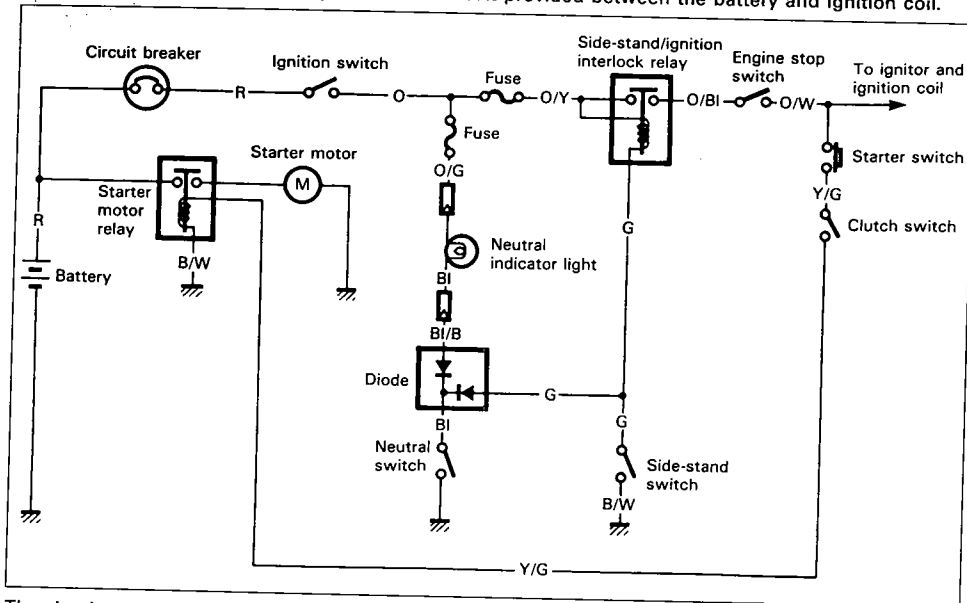 provided between the battery and ignition coil.
Circuit breaker
Ignition switch
Fuse
Side-stand/ignition
interlock relay
Engine stop
switch
To ignitor and
ignition coil
R
O
O/Y
O/Bl
O/W
Fuse
O/G
Starter motor
M
Starter
motor
relay
B/W
R
Battery
Neutral
indicator light
Bl
Bl/B
Diode
G
G
G
Bl
Neutral
switch
Side-stand
switch
B/W
Starter switch
Y/G
Clutch switch
Y/G